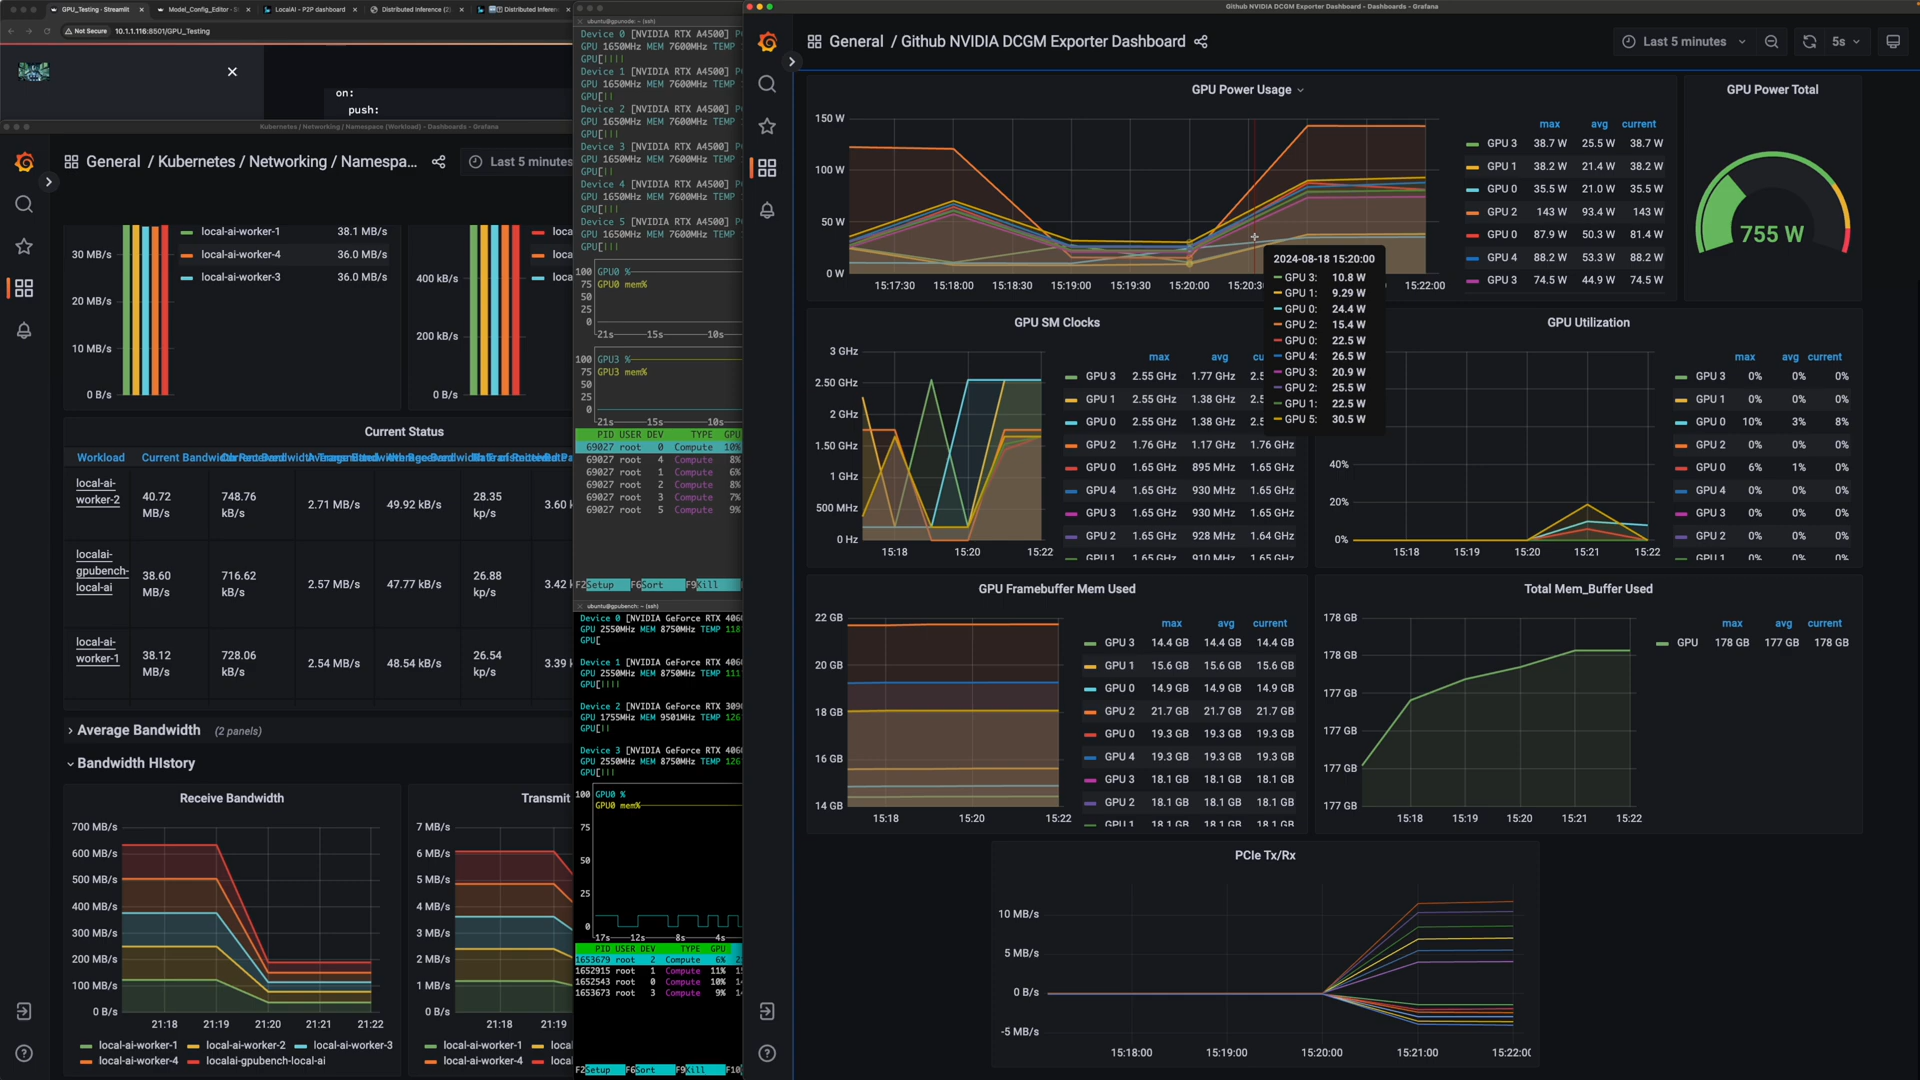 GPU_Testing · Streamlit
Model_Config_Editor · S
LocalAI - P2P dashboard
Distributed Inference (2)
Distributed Inferen
Not Secure 10.1.1.116:8501/GPU_Testing
on:
push:
Kubernetes / Networking / Namespace (Workload) - Dashboards - Grafana
General / Kubernetes / Networking / Namespa...
Last 5 minutes
30 MB/s
20 MB/s
10 MB/s
0 B/s
local-ai-worker-1 38.1 MB/s
local-ai-worker-4 36.0 MB/s
local-ai-worker-3 36.0 MB/s
400 kB/s
200 kB/s
0 B/s
loca
loca
loca
Current Status
Workload
local-ai-worker-2 40.72 MB/s 748.76 kB/s 2.71 MB/s 49.92 kB/s 28.35 kp/s 3.60
localai-gpubench-local-ai 38.60 MB/s 716.62 kB/s 2.57 MB/s 47.77 kB/s 26.88 kp/s 3.42
local-ai-worker-1 38.12 MB/s 728.06 kB/s 2.54 MB/s 48.54 kB/s 26.54 kp/s 3.39
Average Bandwidth (2 panels)
Bandwidth HIstory
Receive Bandwidth
700 MB/s
600 MB/s
500 MB/s
400 MB/s
300 MB/s
200 MB/s
100 MB/s
0 B/s
21:18 21:19 21:20 21:21 21:22
local-ai-worker-1 local-ai-worker-2 local-ai-worker-3
local-ai-worker-4 localai-gpubench-local-ai
Transmit
7 MB/s
6 MB/s
5 MB/s
4 MB/s
3 MB/s
2 MB/s
1 MB/s
0 B/s
21:18 21:19
local-ai-worker-1 loca
local-ai-worker-4 loca
ubuntu@gpunode: ~ (ssh)
Device 0 [NVIDIA RTX A4500]
GPU 1650MHz MEM 7600MHz TEMP
GPU[||||
Device 1 [NVIDIA RTX A4500]
GPU 1650MHz MEM 7600MHz TEMP
GPU[||
Device 2 [NVIDIA RTX A4500]
GPU 1650MHz MEM 7600MHz TEMP
GPU[|||
Device 3 [NVIDIA RTX A4500]
GPU 1650MHz MEM 7600MHz TEMP
GPU[||
Device 4 [NVIDIA RTX A4500]
GPU 1650MHz MEM 7600MHz TEMP
GPU[|||
Device 5 [NVIDIA RTX A4500]
GPU 1650MHz MEM 7600MHz TEMP
GPU[|||
100 GPU0 %
75 GPU0 mem%
50
25
0
21s 15s 10s
100 GPU3 %
75 GPU3 mem%
50
25
0
21s 15s 10s
PID USER DEV TYPE GPU
69027 root 0 Compute 10%
69027 root 4 Compute 8%
69027 root 1 Compute 6%
69027 root 2 Compute 8%
69027 root 3 Compute 7%
69027 root 5 Compute 9%
F2Setup F6Sort F9Kill
ubuntu@gpubench: ~ (ssh)
Device 0 [NVIDIA GeForce RTX 406
GPU 2550MHz MEM 8750MHz TEMP 118
GPU[
Device 1 [NVIDIA GeForce RTX 406
GPU 2550MHz MEM 8750MHz TEMP 111
GPU[||||
Device 2 [NVIDIA GeForce RTX 309
GPU 1755MHz MEM 9501MHz TEMP 126
GPU[||
Device 3 [NVIDIA GeForce RTX 406
GPU 2550MHz MEM 8750MHz TEMP 126
GPU[|||
100 GPU0 %
GPU0 mem%
75
50
25
0
17s 12s 8s 4s
PID USER DEV TYPE GPU
1653679 root 2 Compute 6%
1652915 root 1 Compute 11%
1652543 root 0 Compute 10%
1653673 root 3 Compute 9%
F2Setup F6Sort F9Kill F10
Github NVIDIA DCGM Exporter Dashboard - Dashboards - Grafana
General / Github NVIDIA DCGM Exporter Dashboard
Last 5 minutes
5s
GPU Power Usage
150 W
100 W
50 W
0 W
15:17:30 15:18:00 15:18:30 15:19:00 15:19:30 15:20:00 15:20:30 15:22:00
max avg current
GPU 3 38.7 W 25.5 W 38.7 W
GPU 1 38.2 W 21.4 W 38.2 W
GPU 0 35.5 W 21.0 W 35.5 W
GPU 2 143 W 93.4 W 143 W
GPU 0 87.9 W 50.3 W 81.4 W
GPU 4 88.2 W 53.3 W 88.2 W
GPU 3 74.5 W 44.9 W 74.5 W
2024-08-18 15:20:00
GPU 3: 10.8 W
GPU 1: 9.29 W
GPU 0: 24.4 W
GPU 2: 15.4 W
GPU 0: 22.5 W
GPU 4: 26.5 W
GPU 3: 20.9 W
GPU 2: 25.5 W
GPU 1: 22.5 W
GPU 5: 30.5 W
GPU Power Total
755 W
GPU SM Clocks
3 GHz
2.50 GHz
2 GHz
1.50 GHz
1 GHz
500 MHz
0 Hz
15:18 15:20 15:22
max avg cu
GPU 3 2.55 GHz 1.77 GHz 2.5
GPU 1 2.55 GHz 1.38 GHz 2.5
GPU 0 2.55 GHz 1.38 GHz 2.5
GPU 2 1.76 GHz 1.17 GHz 1.76 GHz
GPU 0 1.65 GHz 895 MHz 1.65 GHz
GPU 4 1.65 GHz 930 MHz 1.65 GHz
GPU 3 1.65 GHz 930 MHz 1.65 GHz
GPU 2 1.65 GHz 928 MHz 1.64 GHz
GPU 1 1.65 GHz 910 MHz 1.65 GHz
GPU Utilization
40%
20%
0%
15:18 15:19 15:20 15:21 15:22
max avg current
GPU 3 0% 0% 0%
GPU 1 0% 0% 0%
GPU 0 10% 3% 8%
GPU 2 0% 0% 0%
GPU 0 6% 1% 0%
GPU 4 0% 0% 0%
GPU 3 0% 0% 0%
GPU 2 0% 0% 0%
GPU 1 0% 0% 0%
GPU Framebuffer Mem Used
22 GB
20 GB
18 GB
16 GB
14 GB
15:18 15:20 15:22
max avg current
GPU 3 14.4 GB 14.4 GB 14.4 GB
GPU 1 15.6 GB 15.6 GB 15.6 GB
GPU 0 14.9 GB 14.9 GB 14.9 GB
GPU 2 21.7 GB 21.7 GB 21.7 GB
GPU 0 19.3 GB 19.3 GB 19.3 GB
GPU 4 19.3 GB 19.3 GB 19.3 GB
GPU 3 18.1 GB 18.1 GB 18.1 GB
GPU 2 18.1 GB 18.1 GB 18.1 GB
GPU 1 18.1 GB 18.1 GB 18.1 GB
Total Mem_Buffer Used
178 GB
178 GB
177 GB
177 GB
177 GB
177 GB
15:18 15:19 15:20 15:21 15:22
max avg current
GPU 178 GB 177 GB 178 GB
PCIe Tx/Rx
10 MB/s
5 MB/s
0 B/s
-5 MB/s
15:18:00 15:19:00 15:20:00 15:21:00 15:22:00